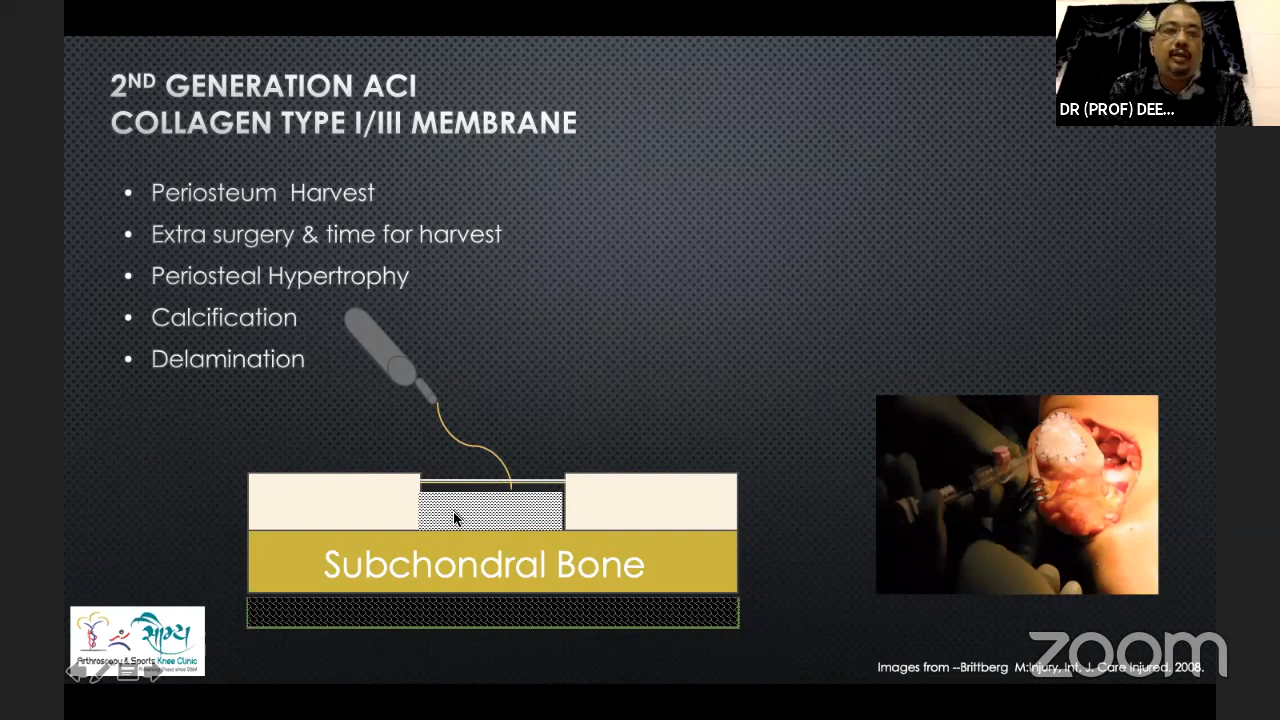 DR (PROF) DEE...
2ND GENERATION ACI
COLLAGEN TYPE I/III MEMBRANE
• Periosteum Harvest
• Extra surgery & time for harvest
• Periosteal Hypertrophy
• Calcification
• Delamination
Subchondral Bone
सौम्य
Arthroscopy & Sports Knee Clinic
Images from --Brittberg M:Injury, Int. J. Care Injured, 2008.
zoom